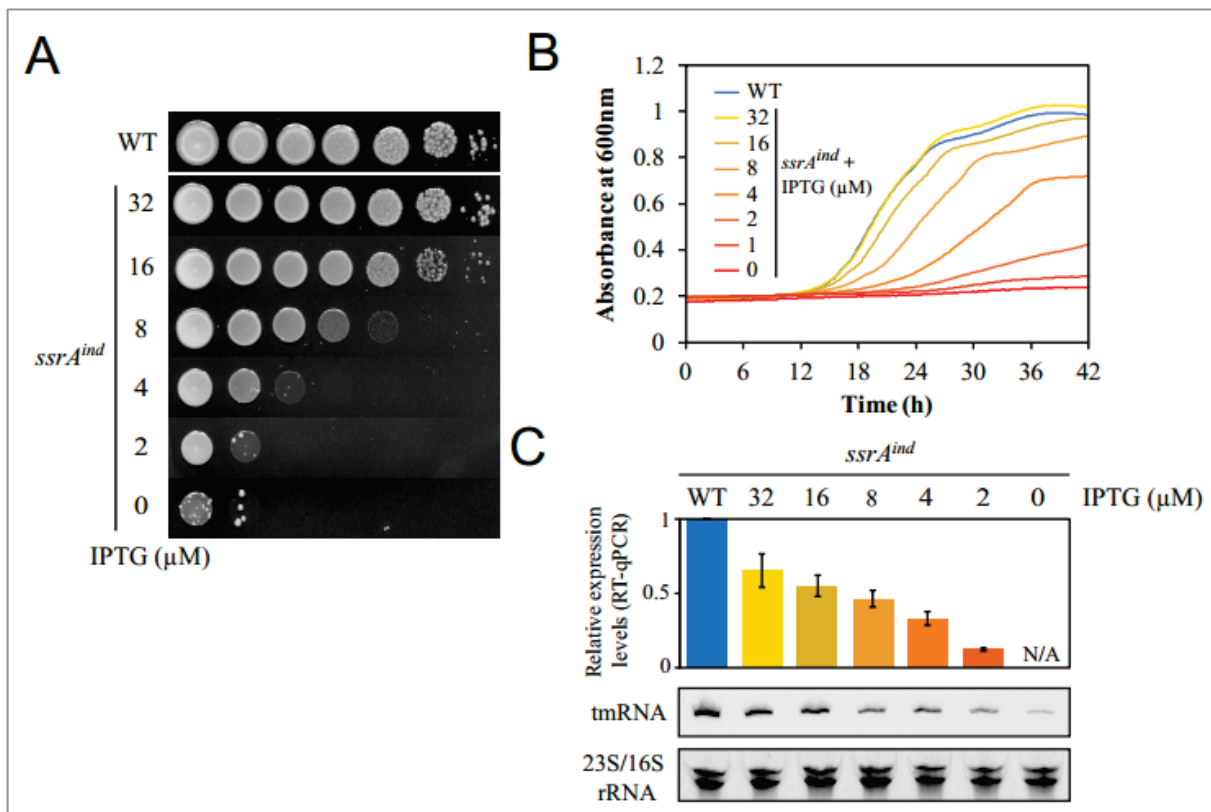 A
WT
32
16
8
4
2
0
ssrA^ind
IPTG (µM)
B
Absorbance at 600nm
1.2
1
0.8
0.6
0.4
0.2
0
0 6 12 18 24 30 36 42
Time (h)
WT
32
16
8
4
2
1
0
ssrA^ind +
IPTG (µM)
C
ssrA^ind
WT 32 16 8 4 2 0 IPTG (µM)
Relative expression
levels (RT-qPCR)
1
0.5
0
N/A
tmRNA
23S/16S
rRNA